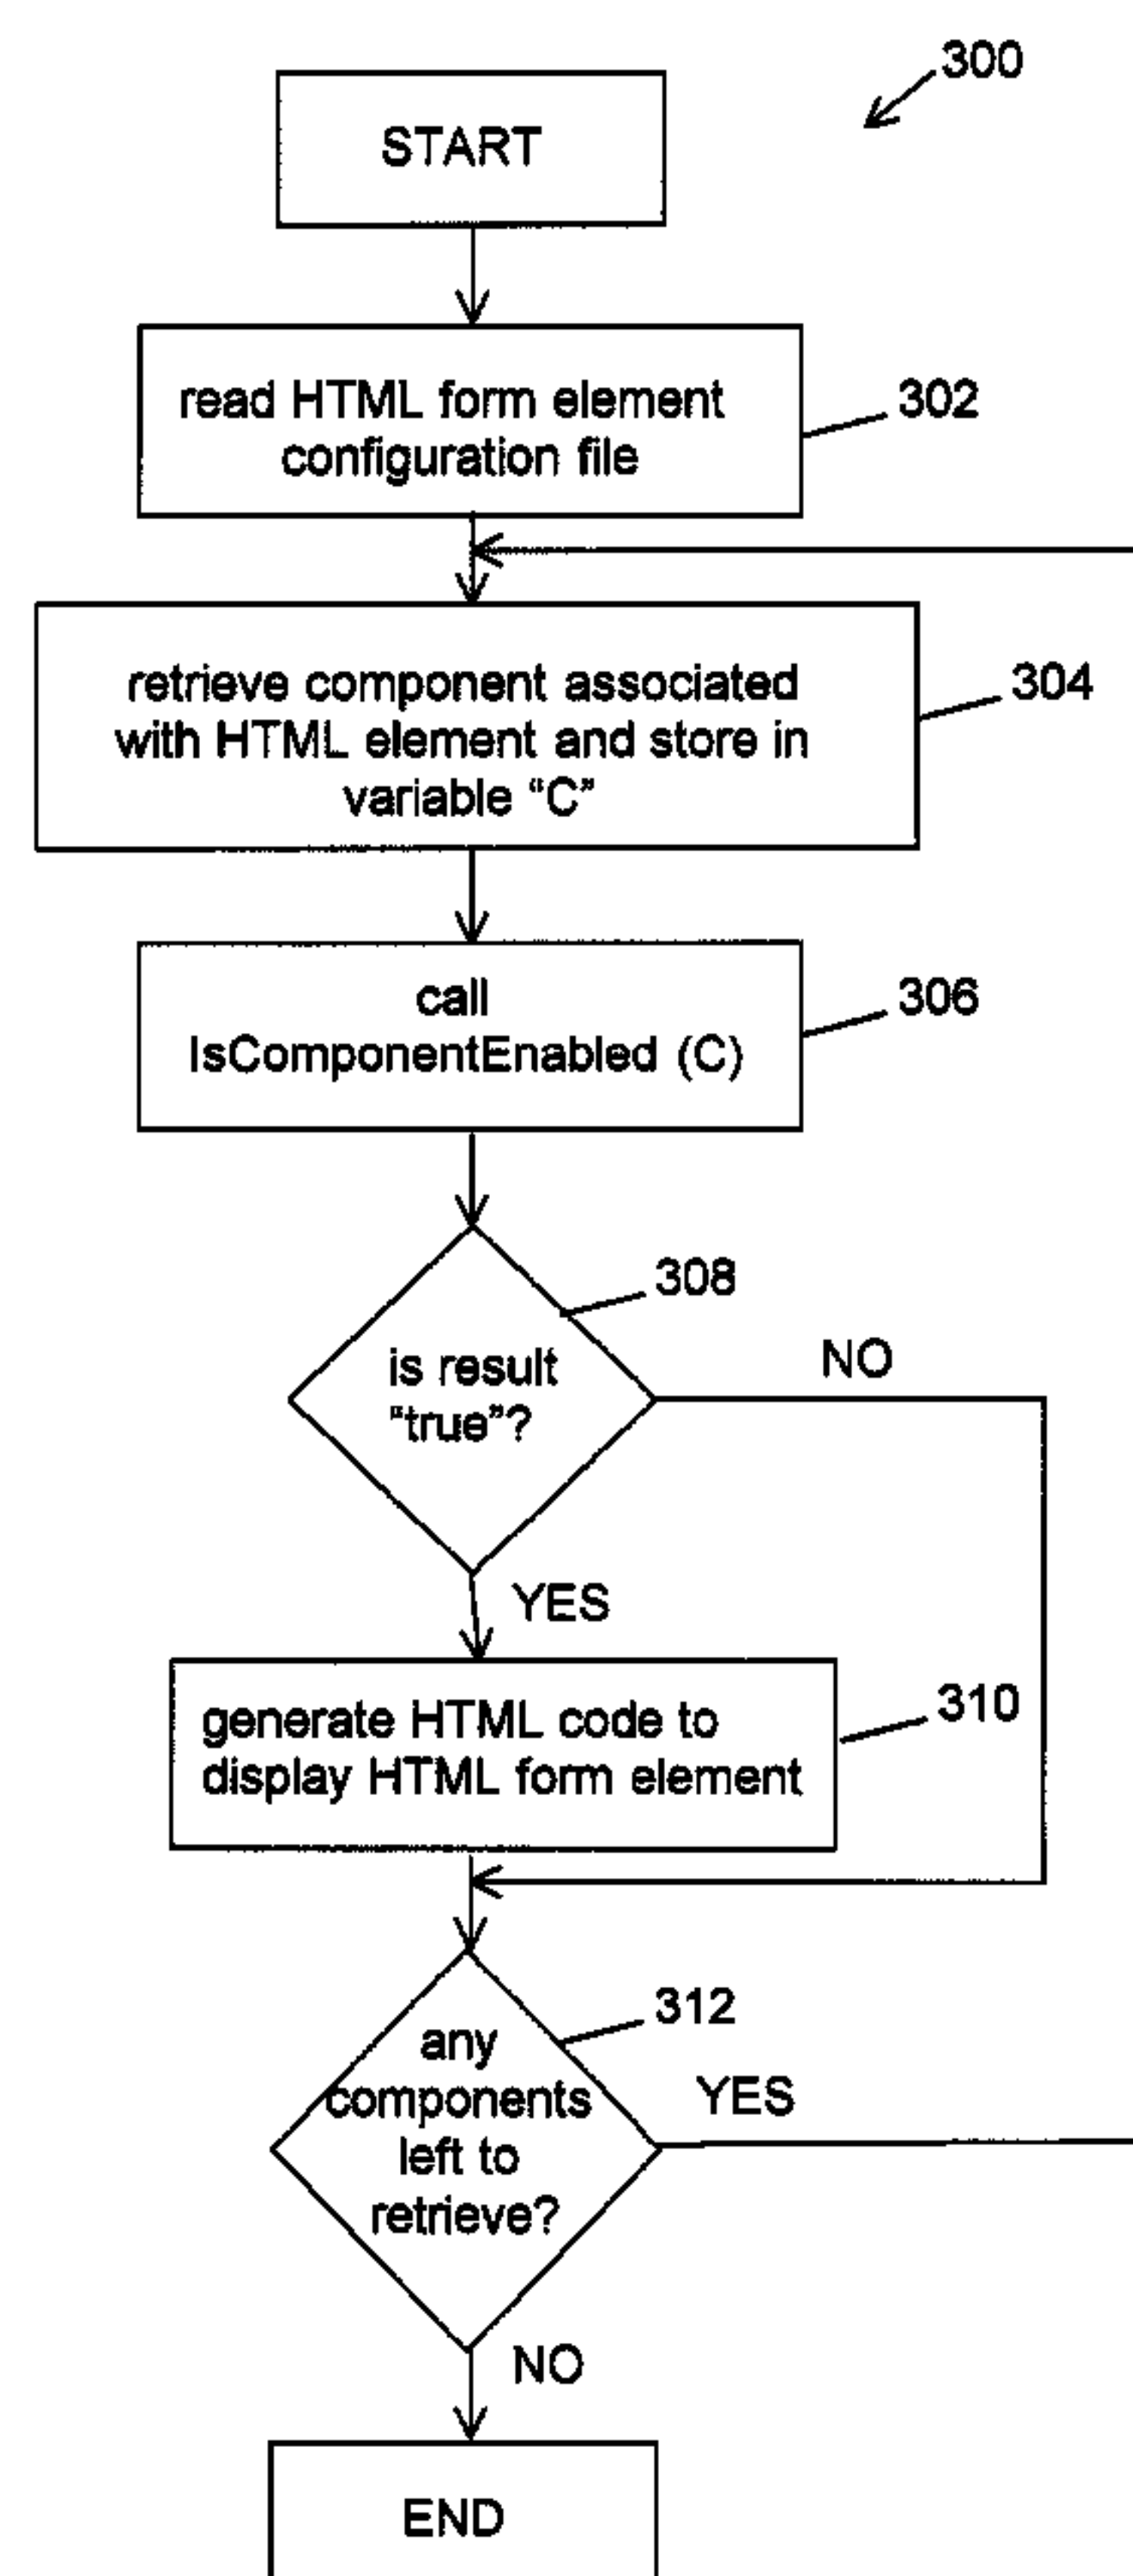 300
START
read HTML form element
configuration file
302
retrieve component associated
with HTML element and store in
variable “C”
304
call
IsComponentEnabled (C)
306
308
is result
“true”?
NO
YES
generate HTML code to
display HTML form element
310
312
any
components
left to
retrieve?
YES
NO
END